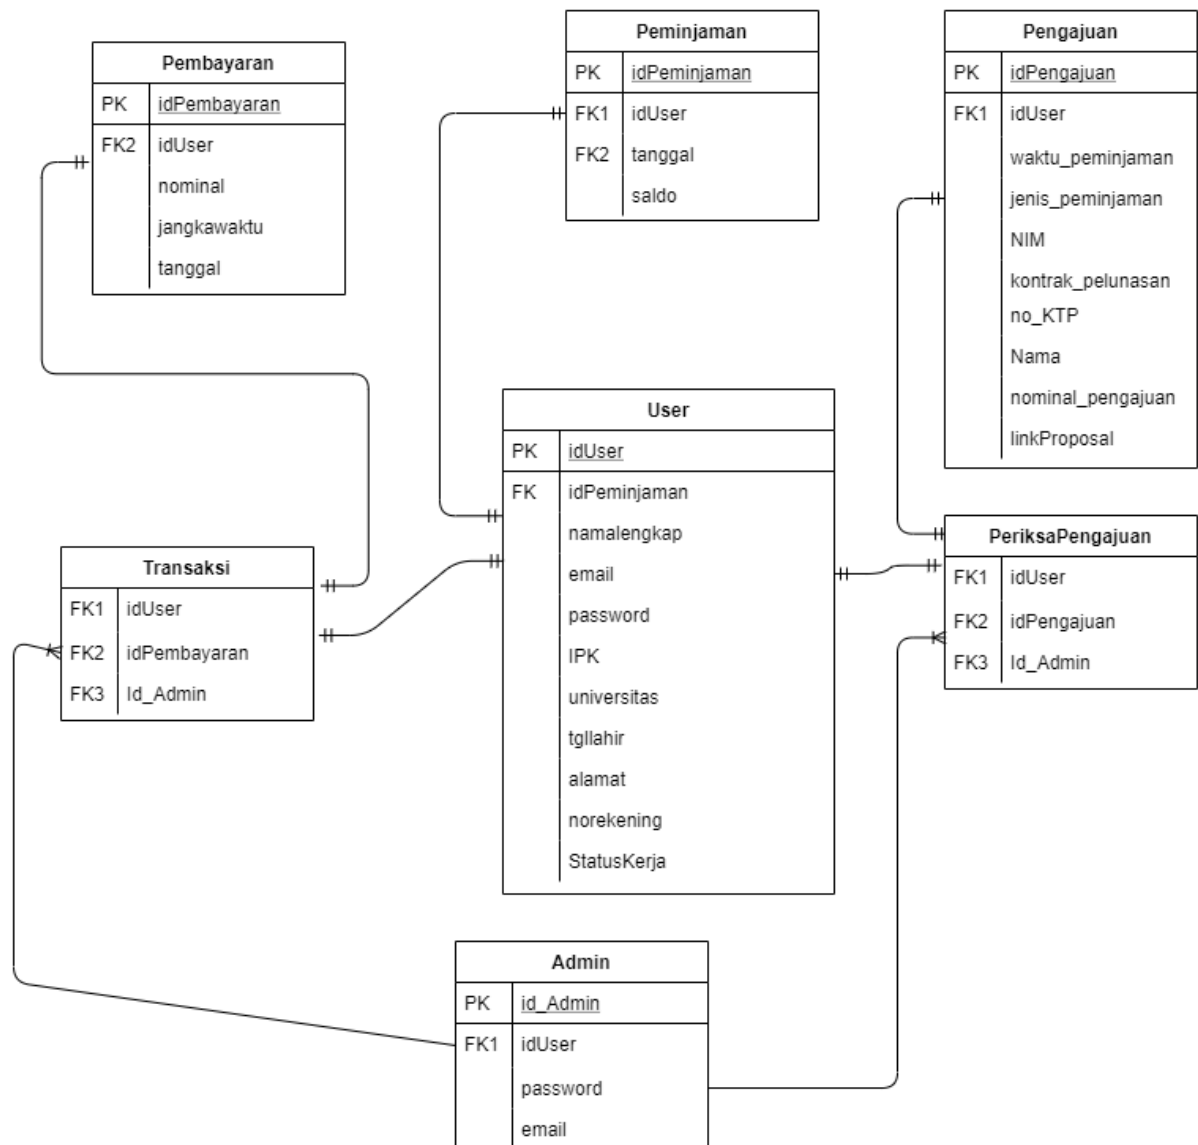 Pembayaran
PK idPembayaran
FK2 idUser
nominal
jangkawaktu
tanggal
Peminjaman
PK idPeminjaman
FK1 idUser
FK2 tanggal
saldo
Pengajuan
PK idPengajuan
FK1 idUser
waktu_peminjaman
jenis_peminjaman
NIM
kontrak_pelunasan
no_KTP
Nama
nominal_pengajuan
linkProposal
User
PK idUser
FK idPeminjaman
namalengkap
email
password
IPK
universitas
tgllahir
alamat
norekening
StatusKerja
Transaksi
FK1 idUser
FK2 idPembayaran
FK3 Id_Admin
PeriksaPengajuan
FK1 idUser
FK2 idPengajuan
FK3 Id_Admin
Admin
PK id_Admin
FK1 idUser
password
email